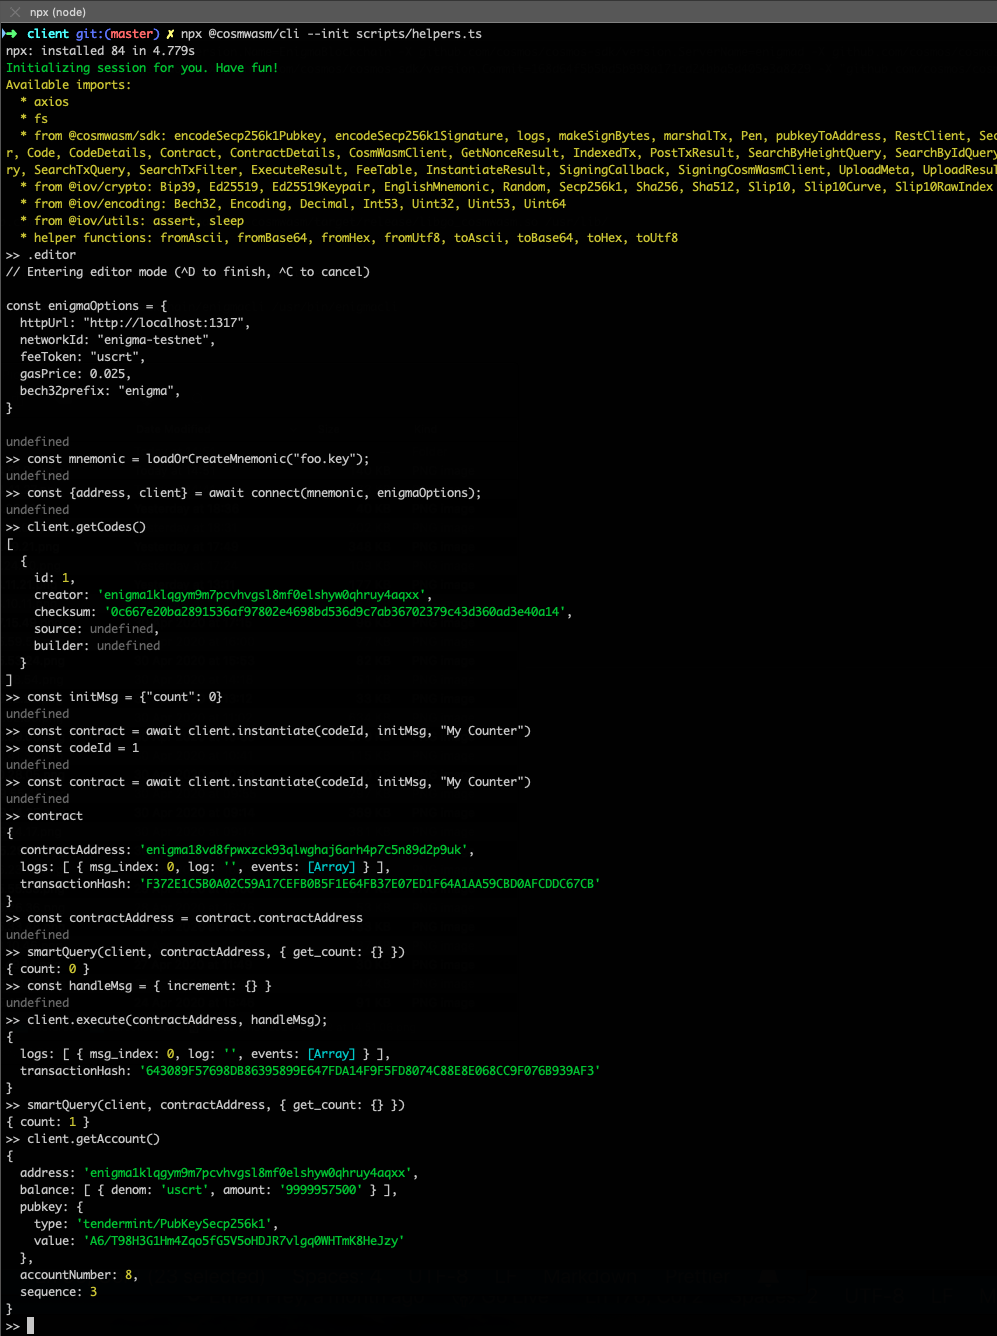 npx (node)
➜ client git:(master) ✗ npx @cosmwasm/cli --init scripts/helpers.ts
npx: installed 84 in 4.779s
Initializing session for you. Have fun!
Available imports:
  * axios
  * fs
  * from @cosmwasm/sdk: encodeSecp256k1Pubkey, encodeSecp256k1Signature, logs, makeSignBytes, marshalTx, Pen, pubkeyToAddress, RestClient, Sec
r, Code, CodeDetails, Contract, ContractDetails, CosmWasmClient, GetNonceResult, IndexedTx, PostTxResult, SearchByHeightQuery, SearchByIdQuery
ry, SearchTxQuery, SearchTxFilter, ExecuteResult, FeeTable, InstantiateResult, SigningCallback, SigningCosmWasmClient, UploadMeta, UploadResul
  * from @iov/crypto: Bip39, Ed25519, Ed25519Keypair, EnglishMnemonic, Random, Secp256k1, Sha256, Sha512, Slip10, Slip10Curve, Slip10RawIndex
  * from @iov/encoding: Bech32, Encoding, Decimal, Int53, Uint32, Uint53, Uint64
  * from @iov/utils: assert, sleep
  * helper functions: fromAscii, fromBase64, fromHex, fromUtf8, toAscii, toBase64, toHex, toUtf8
>> .editor
// Entering editor mode (^D to finish, ^C to cancel)
const enigmaOptions = {
  httpUrl: "http://localhost:1317",
  networkId: "enigma-testnet",
  feeToken: "uscrt",
  gasPrice: 0.025,
  bech32prefix: "enigma",
}
undefined
>> const mnemonic = loadOrCreateMnemonic("foo.key");
undefined
>> const {address, client} = await connect(mnemonic, enigmaOptions);
undefined
>> client.getCodes()
[
  {
    id: 1,
    creator: 'enigma1klqgym9m7pcvhvgsl8mf0elshyw0qhruy4aqxx',
    checksum: '0c667e20ba2891536af97802e4698bd536d9c7ab36702379c43d360ad3e40a14',
    source: undefined,
    builder: undefined
  }
]
>> const initMsg = {"count": 0}
undefined
>> const contract = await client.instantiate(codeId, initMsg, "My Counter")
>> const codeId = 1
undefined
>> const contract = await client.instantiate(codeId, initMsg, "My Counter")
undefined
>> contract
{
  contractAddress: 'enigma18vd8fpwxzck93qlwghaj6arh4p7c5n89d2p9uk',
  logs: [ { msg_index: 0, log: '', events: [Array] } ],
  transactionHash: 'F372E1C5B0A02C59A17CEFB0B5F1E64FB37E07ED1F64A1AA59CBD0AFCDDC67CB'
}
>> const contractAddress = contract.contractAddress
undefined
>> smartQuery(client, contractAddress, { get_count: {} })
{ count: 0 }
>> const handleMsg = { increment: {} }
undefined
>> client.execute(contractAddress, handleMsg);
{
  logs: [ { msg_index: 0, log: '', events: [Array] } ],
  transactionHash: '643089F57698DB86395899E647FDA14F9F5FD8074C88E8E068CC9F076B939AF3'
}
>> smartQuery(client, contractAddress, { get_count: {} })
{ count: 1 }
>> client.getAccount()
{
  address: 'enigma1klqgym9m7pcvhvgsl8mf0elshyw0qhruy4aqxx',
  balance: [ { denom: 'uscrt', amount: '9999957500' } ],
  pubkey: {
    type: 'tendermint/PubKeySecp256k1',
    value: 'A6/T98H3G1Hm4Zqo5fG5V5oHDJR7vlgq0WHTmK8HeJzy'
  },
  accountNumber: 8,
  sequence: 3
}
>>